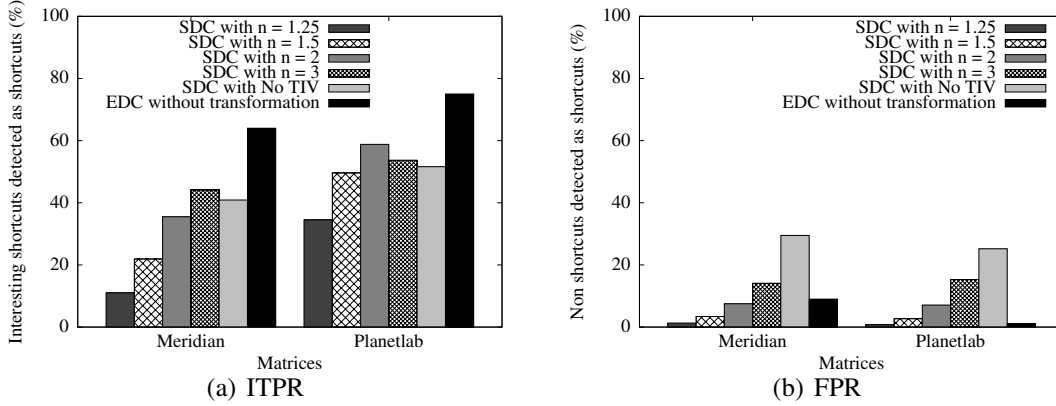 Interesting shortcuts detected as shortcuts (%)
100
80
60
40
20
0
SDC with n = 1.25
SDC with n = 1.5
SDC with n = 2
SDC with n = 3
SDC with No TIV
EDC without transformation
Meridian
Planetlab
Matrices
(a) ITPR
Non shortcuts detected as shortcuts (%)
100
80
60
40
20
0
SDC with n = 1.25
SDC with n = 1.5
SDC with n = 2
SDC with n = 3
SDC with No TIV
EDC without transformation
Meridian
Planetlab
Matrices
(b) FPR